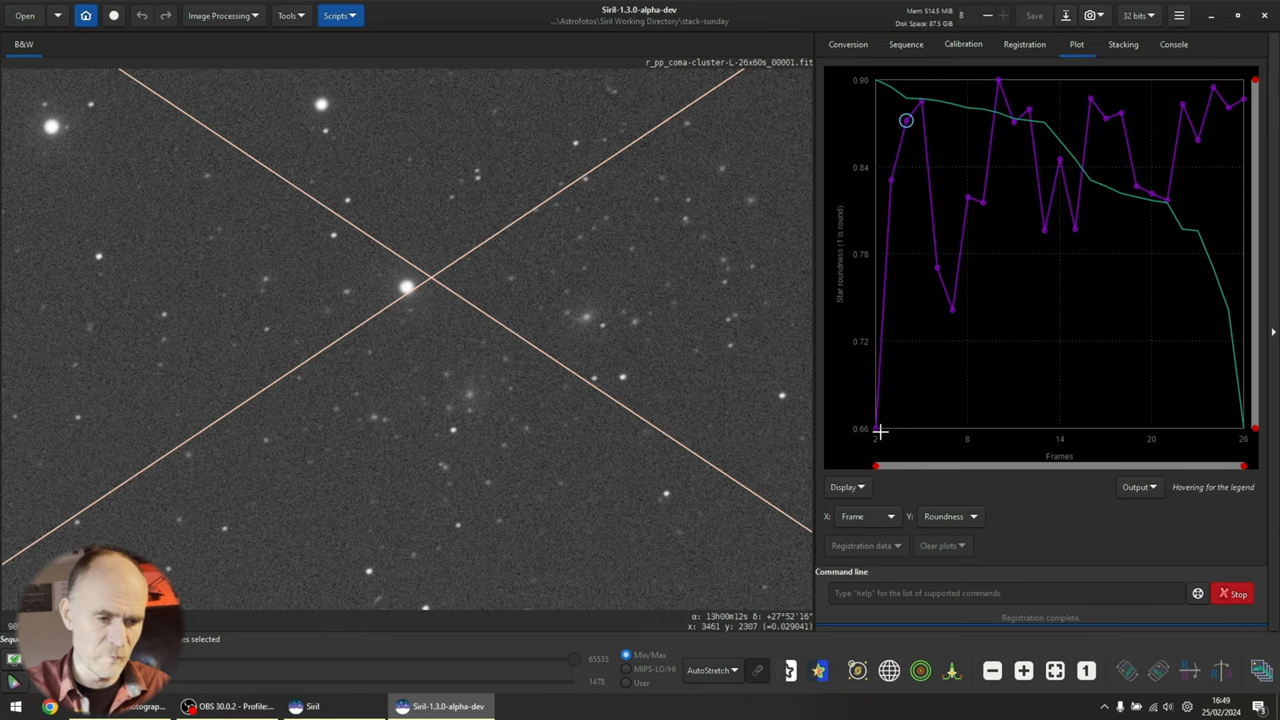 Open
Image Processing
Tools
Scripts
Siril-1.3.0-alpha-dev
...\Astrofotos\Siril Working Directory\stack-sunday
Mem: 514.5 MiB
Disk Space: 87.5 GiB
8
Save
32 bits
B&W
Conversion
Sequence
Calibration
Registration
Plot
Stacking
Console
r_pp_coma-cluster-L-26x60s_00001.fit
0.90
0.84
0.78
0.72
0.66
Star roundness (1 is round)
2
8
14
20
26
Frames
Display
Output
Hovering for the legend
X:
Frame
Y:
Roundness
Registration data
Clear plots
Command line
Type "help" for the list of supported commands
Stop
Registration complete.
α: 13h00m12s δ: +27°52'16"
x: 3461 y: 2307 (=0.029041)
selected
Min/Max
MIPS-LO/HI
User
65535
1478
AutoStretch
1
OBS 30.0.2 - Profile:...
Siril
Siril-1.3.0-alpha-dev
16:49
25/02/2024